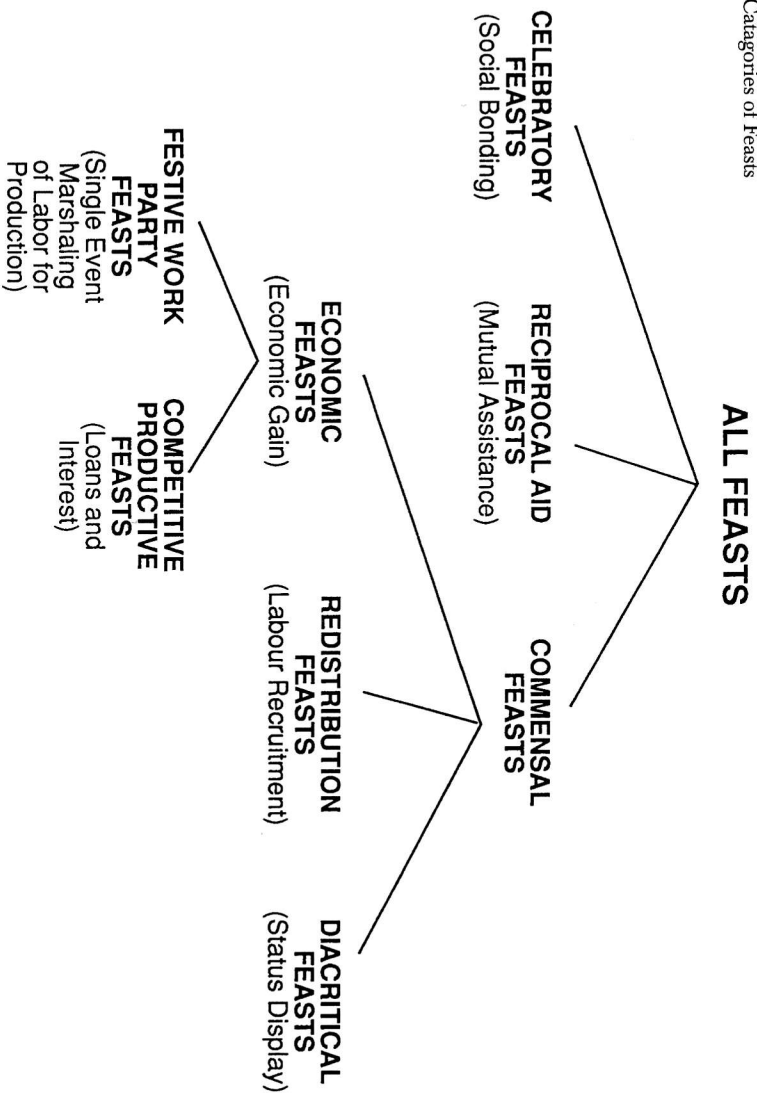 Catagories of Feasts
ALL FEASTS
CELEBRATORY
FEASTS
(Social Bonding)
RECIPROCAL AID
FEASTS
(Mutual Assistance)
COMMENSAL
FEASTS
ECONOMIC
FEASTS
(Economic Gain)
REDISTRIBUTION
FEASTS
(Labour Recruitment)
DIACRITICAL
FEASTS
(Status Display)
FESTIVE WORK
PARTY
FEASTS
(Single Event
Marshaling
of Labor for
Production)
COMPETITIVE
PRODUCTIVE
FEASTS
(Loans and
Interest)